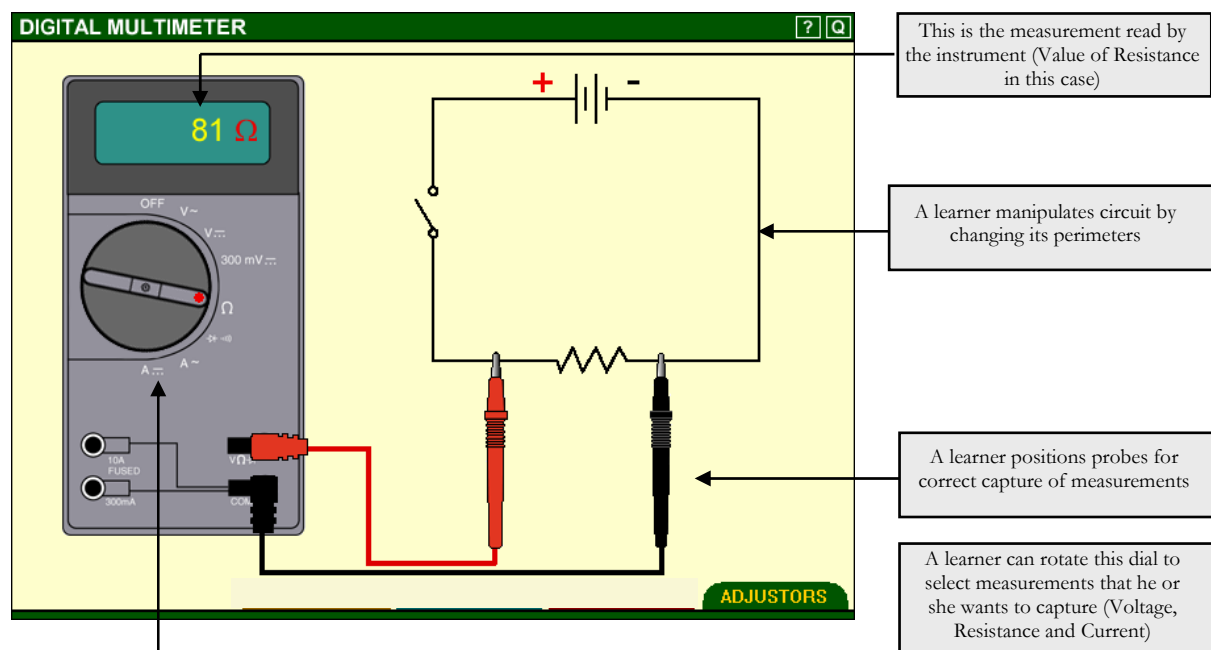 DIGITAL MULTIMETER
? Q
This is the measurement read by
the instrument (Value of Resistance
in this case)
+ -
81 Ω
OFF
V~
V⎓
300 mV⎓
Ω
A~
A⎓
A learner manipulates circuit by
changing its perimeters
10A
FUSED
300mA
COM
A learner positions probes for
correct capture of measurements
A learner can rotate this dial to
select measurements that he or
she wants to capture (Voltage,
Resistance and Current)
ADJUSTORS